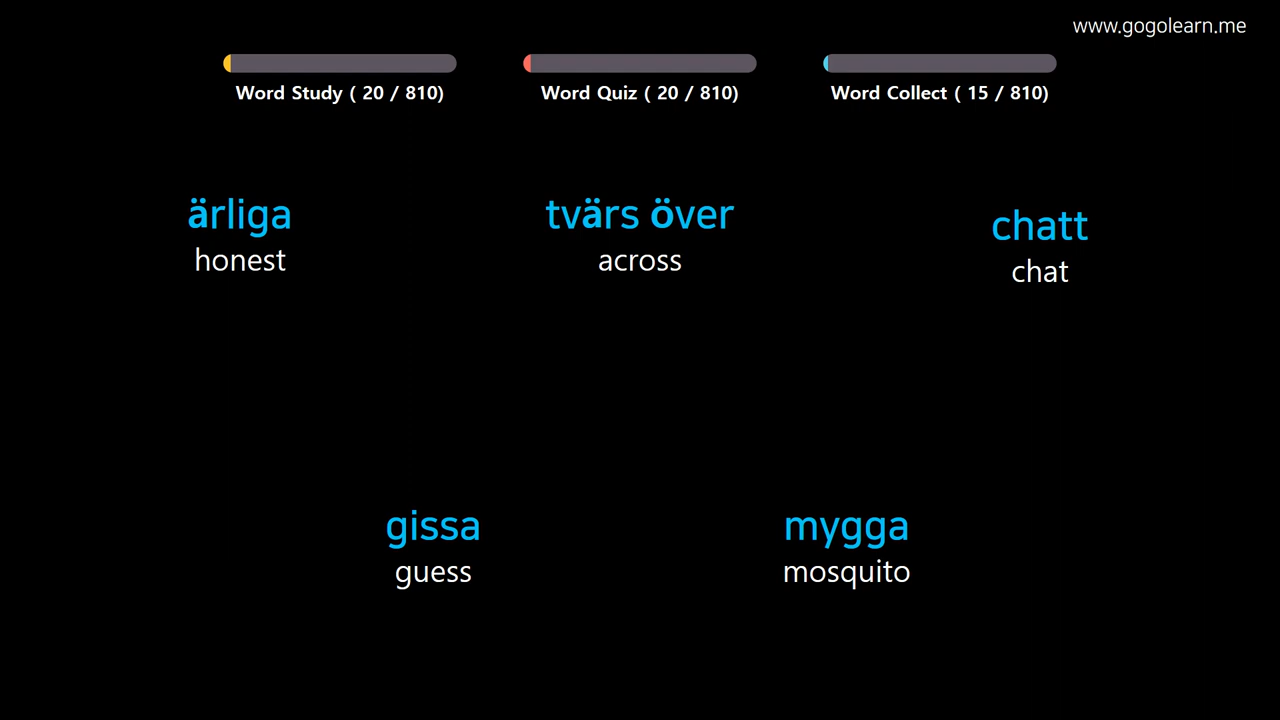 www.gogolearn.me
Word Study ( 20 / 810)
Word Quiz ( 20 / 810)
Word Collect ( 15 / 810)
ärliga
honest
tvärs över
across
chatt
chat
gissa
guess
mygga
mosquito